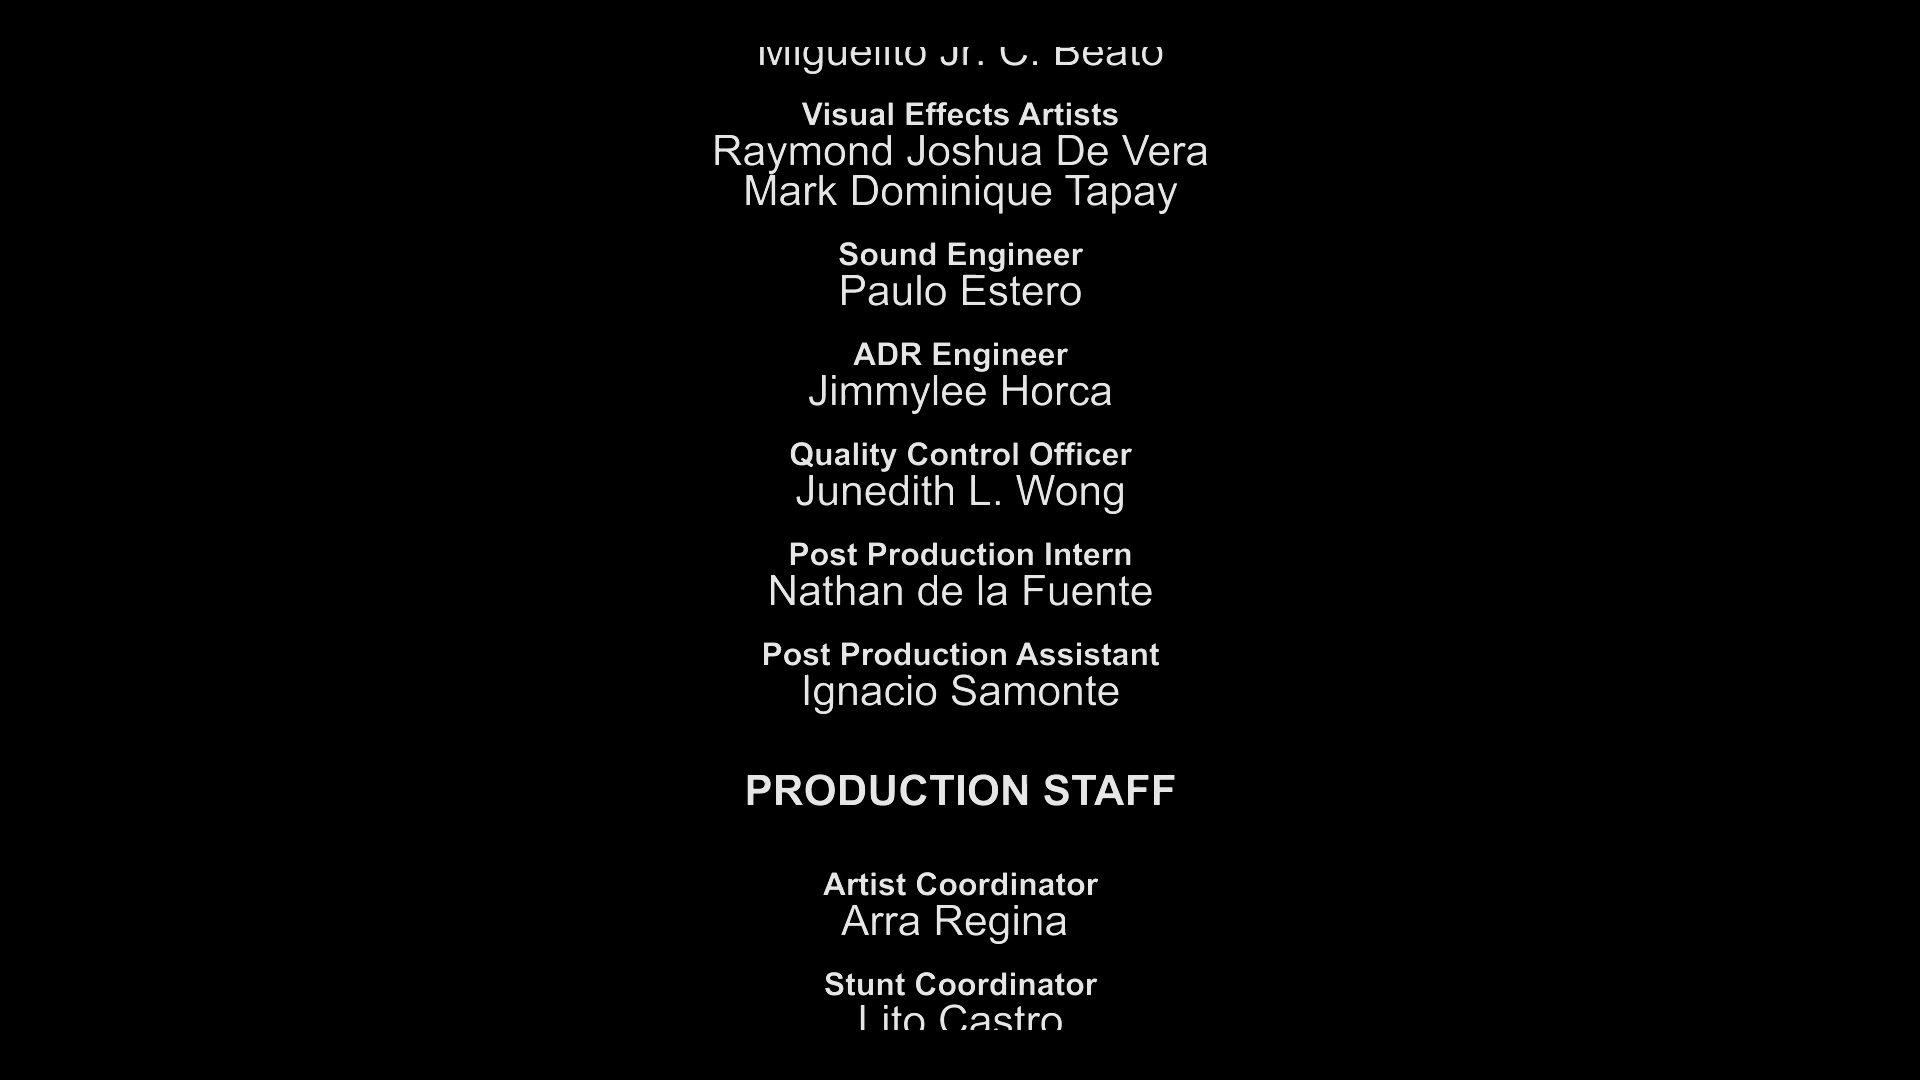 Miguelito Jr. C. Beato
Visual Effects Artists
Raymond Joshua De Vera
Mark Dominique Tapay
Sound Engineer
Paulo Estero
ADR Engineer
Jimmylee Horca
Quality Control Officer
Junedith L. Wong
Post Production Intern
Nathan de la Fuente
Post Production Assistant
Ignacio Samonte
PRODUCTION STAFF
Artist Coordinator
Arra Regina
Stunt Coordinator
Lito Castro